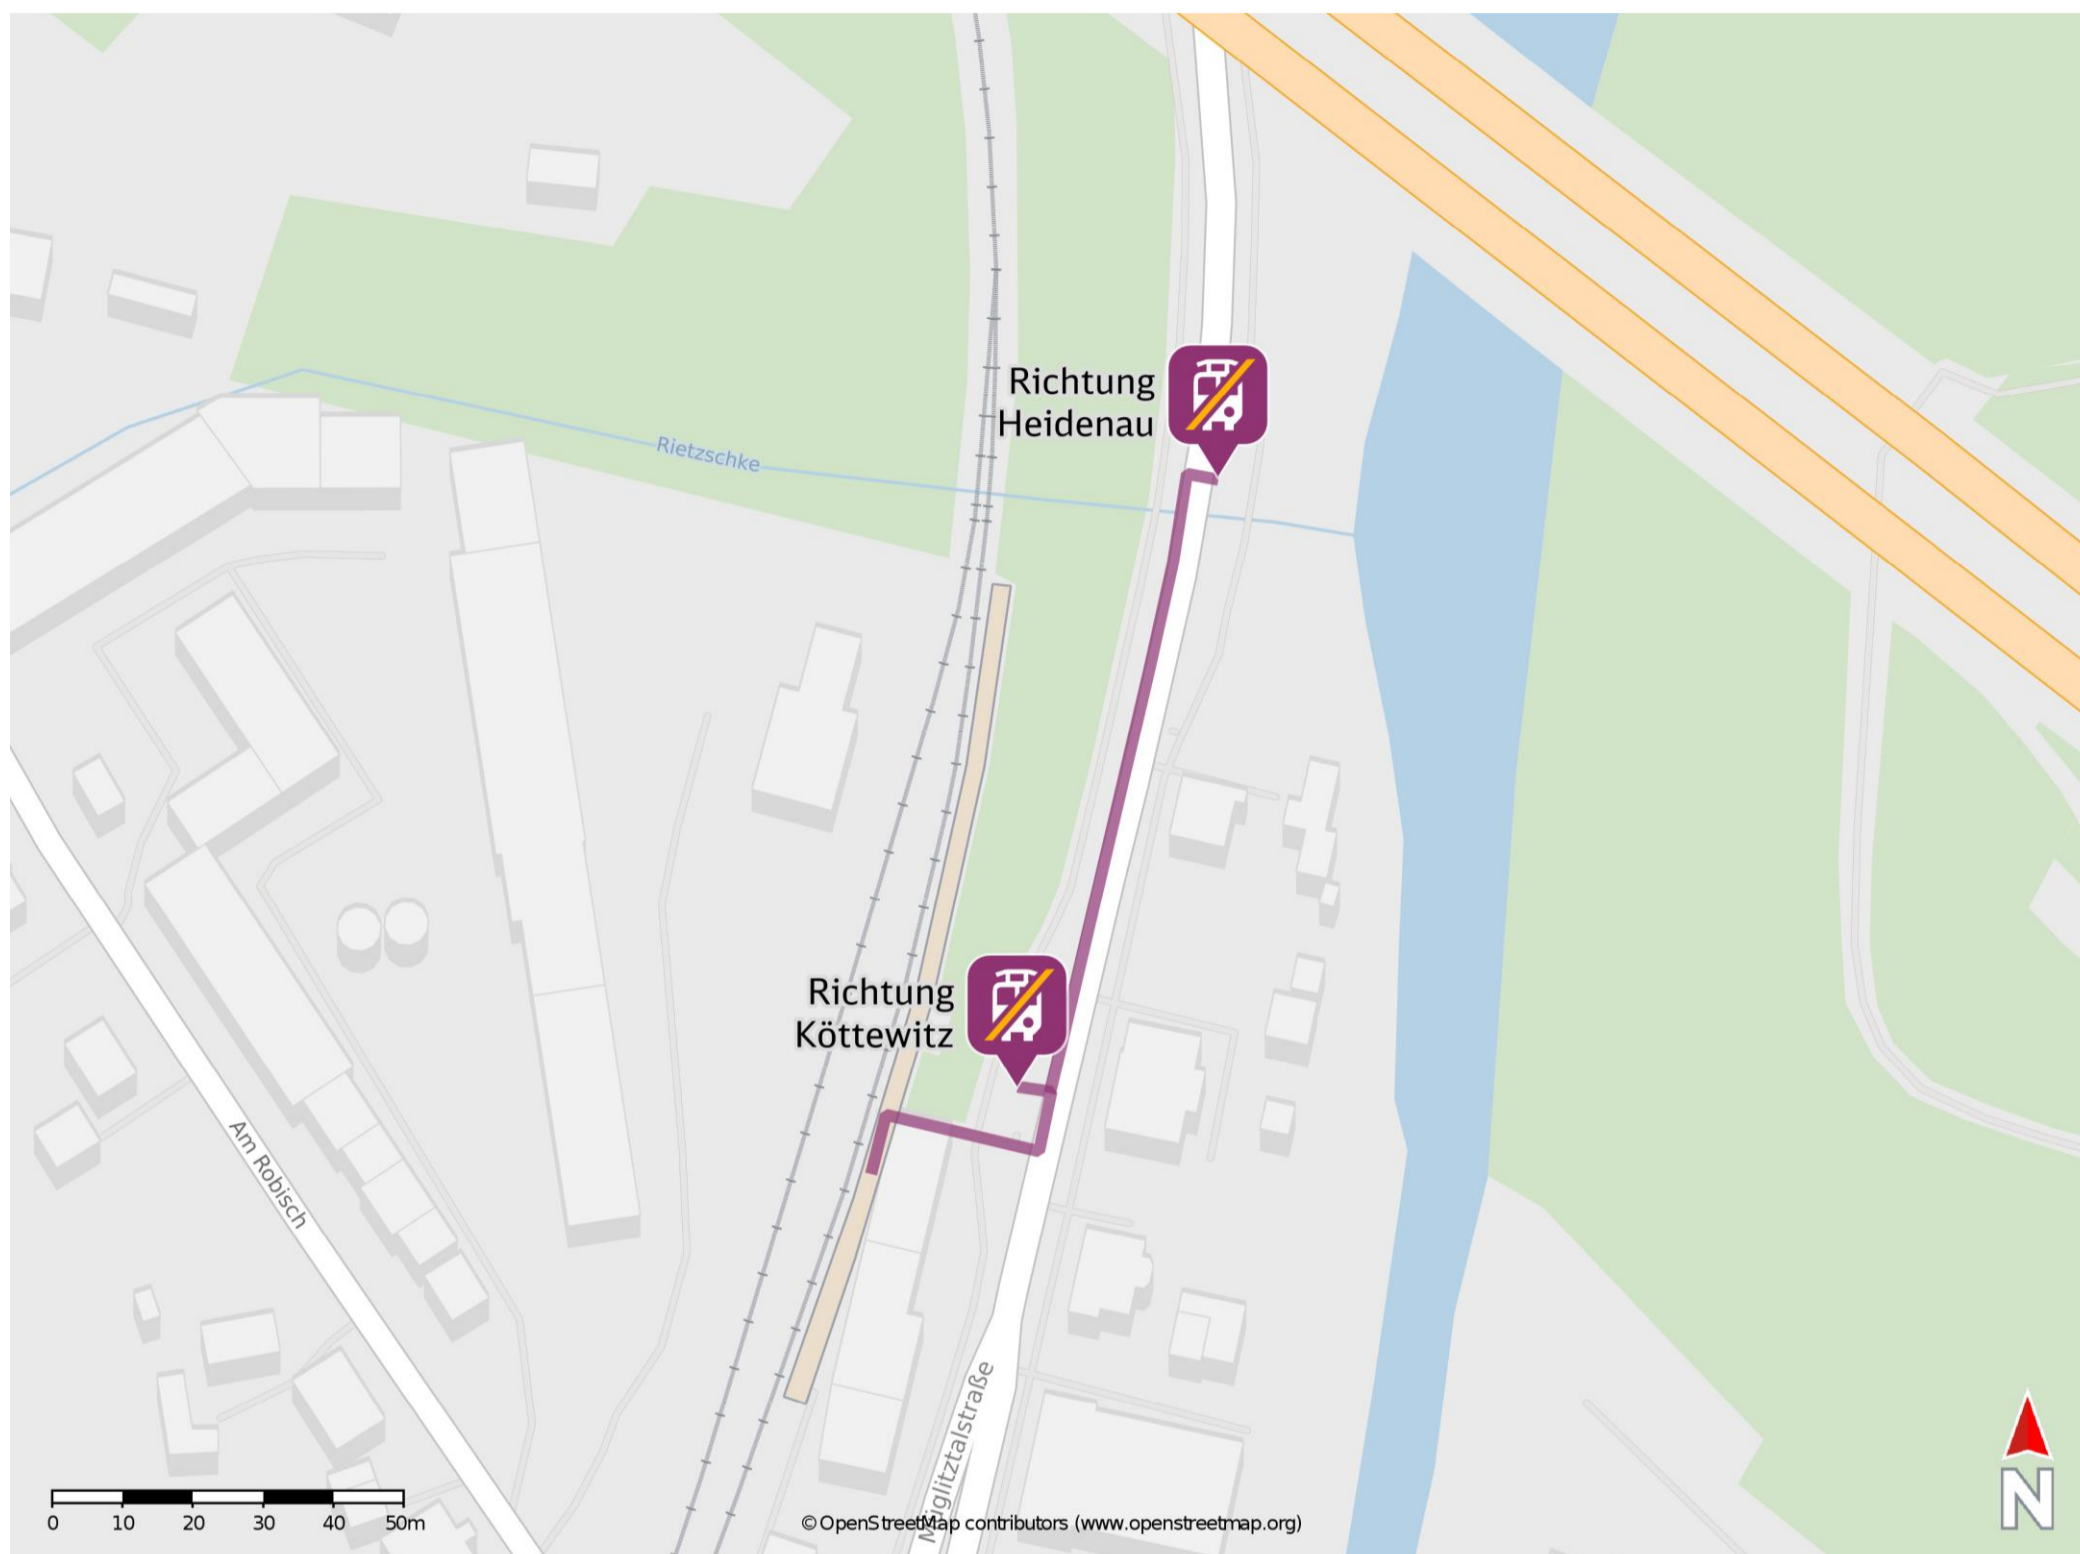 Richtung
Heidenau
Rietzschke
Richtung
Köttewitz
Am Robisch
Müglitztalstraße
N
0 10 20 30 40 50m
© OpenStreetMap contributors (www.openstreetmap.org)